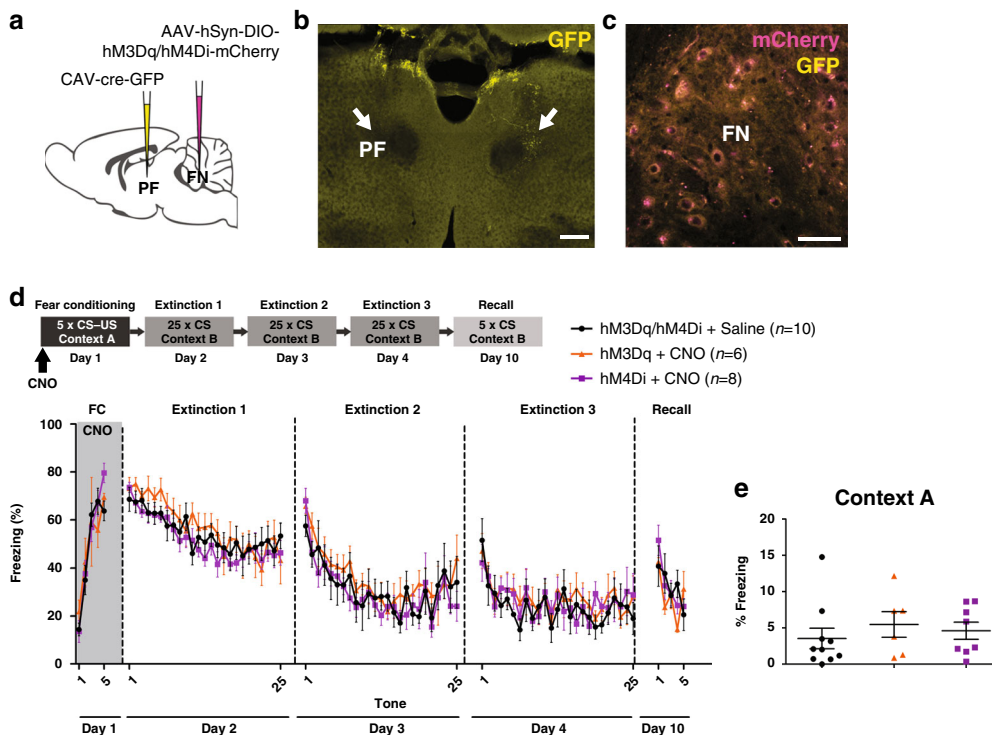 a
AAV-hSyn-DIO-
hM3Dq/hM4Di-mCherry
CAV-cre-GFP
PF
FN
b
GFP
PF
c
mCherry
GFP
FN
d
Fear conditioning
5 x CS–US
Context A
Day 1
CNO
Extinction 1
25 x CS
Context B
Day 2
Extinction 2
25 x CS
Context B
Day 3
Extinction 3
25 x CS
Context B
Day 4
Recall
5 x CS
Context B
Day 10
hM3Dq/hM4Di + Saline (n=10)
hM3Dq + CNO (n=6)
hM4Di + CNO (n=8)
FC
CNO
Extinction 1
Extinction 2
Extinction 3
Recall
Freezing (%)
100
80
60
40
20
0
1
5
1
25
1
25
1
25
1
5
Tone
Day 1
Day 2
Day 3
Day 4
Day 10
e
Context A
% Freezing
20
15
10
5
0